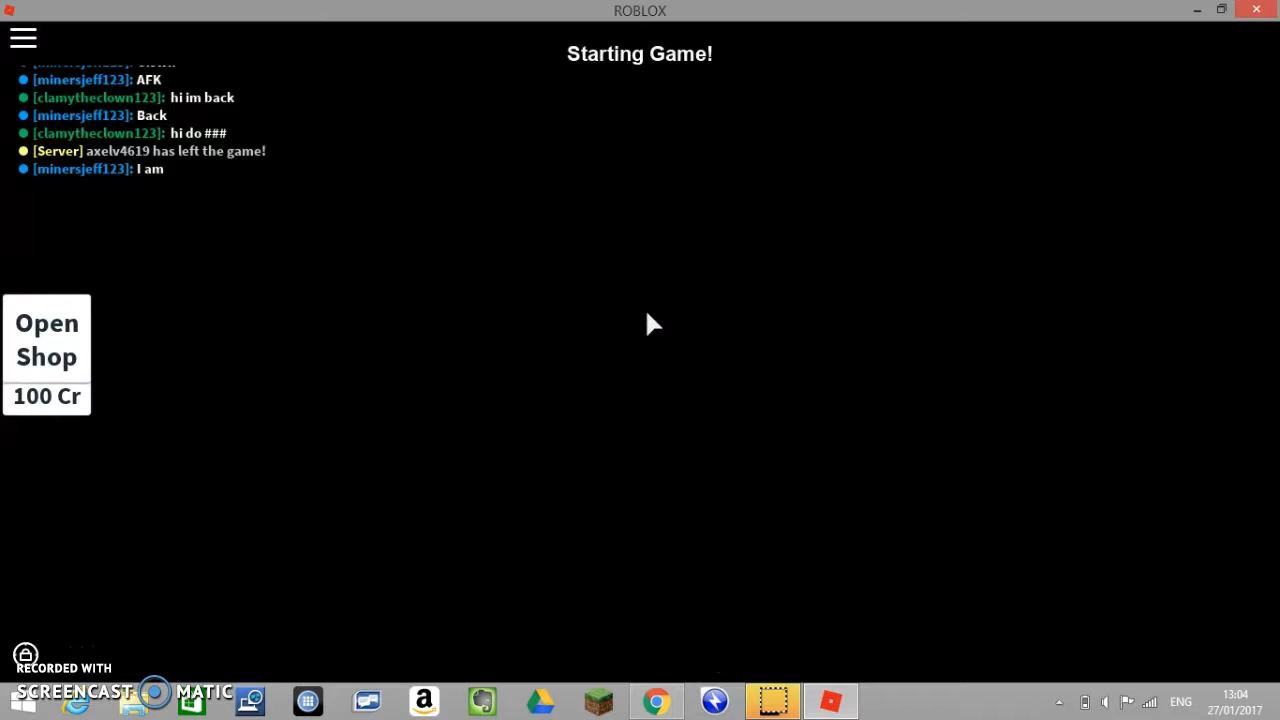 ROBLOX
Starting Game!
[minersjeff123]: AFK
[clamytheclown123]: hi im back
[minersjeff123]: Back
[clamytheclown123]: hi do ###
[Server] axelv4619 has left the game!
[minersjeff123]: I am
Open
Shop
100 Cr
RECORDED WITH
SCREENCAST MATIC
a
ENG
13:04
27/01/2017